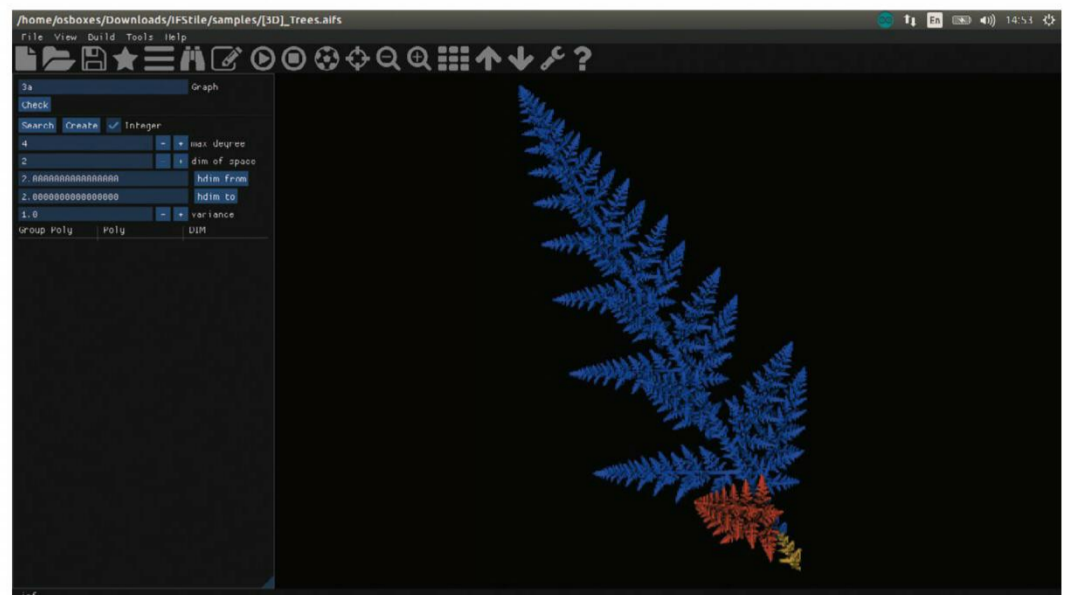 /home/osboxes/Downloads/IFStile/samples/[3D]_Trees.aifs En 14:53
File View Build Tools Help
3a Graph
Check
Search Create Integer
4 - + max degree
2 - + dim of space
2.0000000000000000 hdim from
2.0000000000000000 hdim to
1.0 - + variance
Group Poly Poly DIM